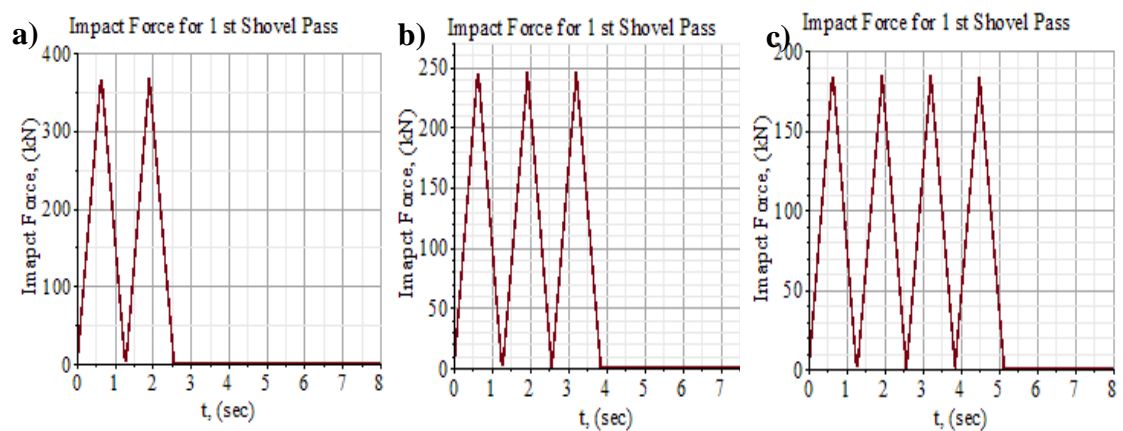 a)
Impact Force for 1 st Shovel Pass
400
300
200
100
0
Imapct Force, (kN)
0 1 2 3 4 5 6 7 8
t, (sec)
b)
Impact Force for 1 st Shovel Pass
250
200
150
100
50
0
Imapct Force, (kN)
0 1 2 3 4 5 6 7
t, (sec)
c)
Impact Force for 1 st Shovel Pass
200
150
100
50
0
Imapct Force, (kN)
0 1 2 3 4 5 6 7 8
t, (sec)